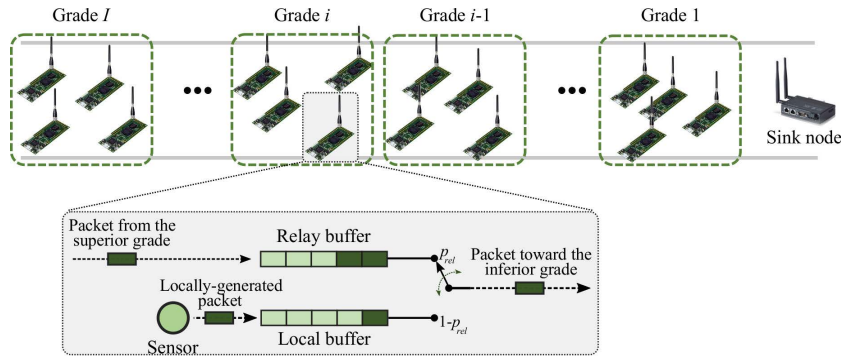 Grade I
Grade i
Grade i-1
Grade 1
Sink node
Packet from the
superior grade
Relay buffer
p_rel
Packet toward the
inferior grade
Locally-generated
packet
Sensor
Local buffer
1-p_rel